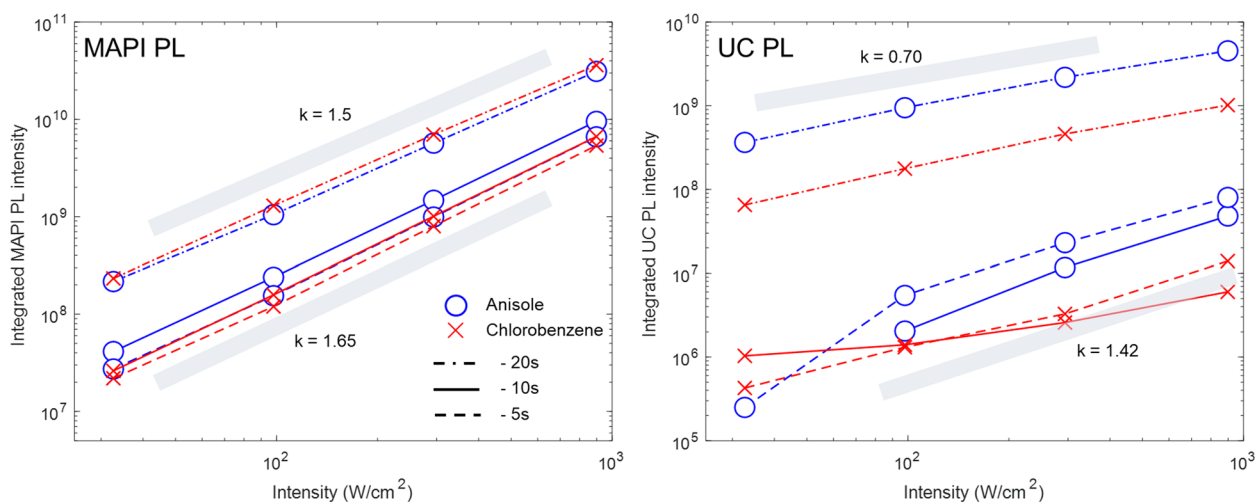 MAPI PL
Integrated MAPI PL intensity
10^11
10^10
10^9
10^8
10^7
k = 1.5
k = 1.65
Anisole
Chlorobenzene
- 20s
- 10s
- 5s
10^2
10^3
Intensity (W/cm^2)
UC PL
Integrated UC PL intensity
10^10
10^9
10^8
10^7
10^6
10^5
k = 0.70
k = 1.42
10^2
10^3
Intensity (W/cm^2)